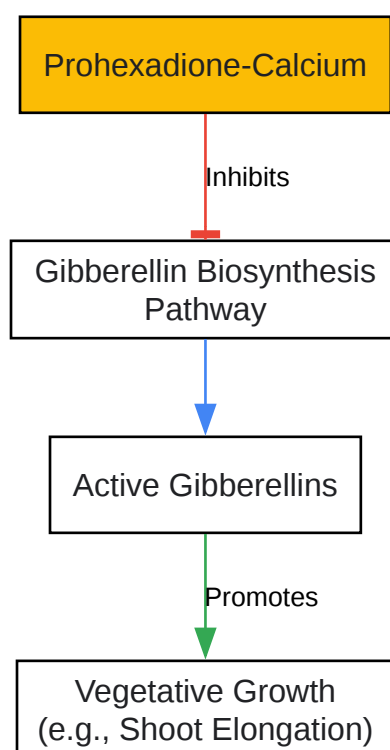 Prohexadione-Calcium
Inhibits
Gibberellin Biosynthesis
Pathway
Active Gibberellins
Promotes
Vegetative Growth
(e.g., Shoot Elongation)